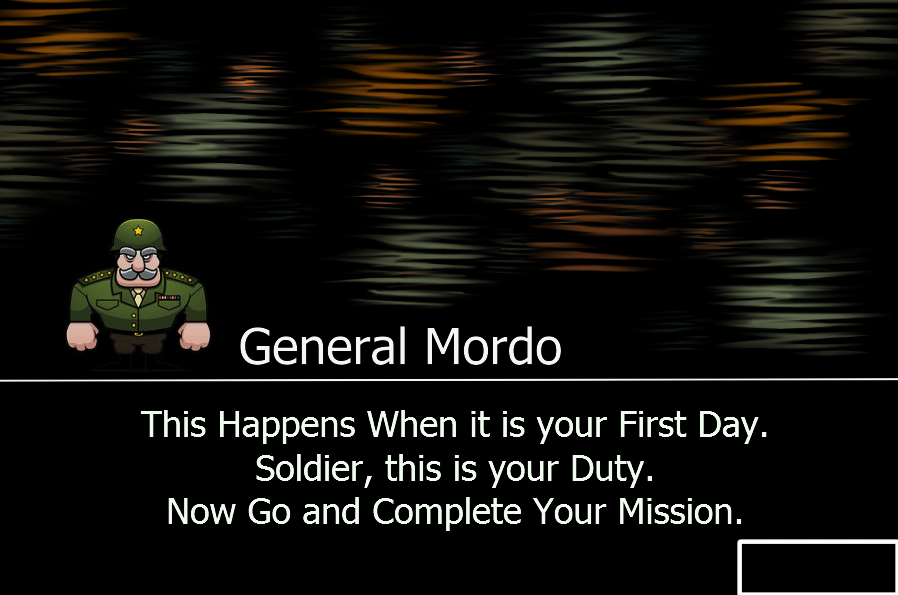 General Mordo
This Happens When it is your First Day.
Soldier, this is your Duty.
Now Go and Complete Your Mission.